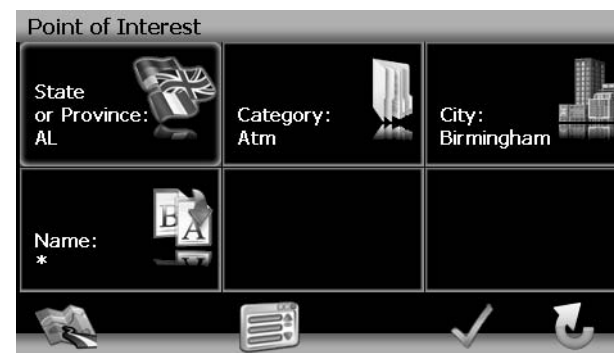 Point of Interest
State
or Province:
AL
Category:
Atm
City:
Birmingham
Name:
*
B
A